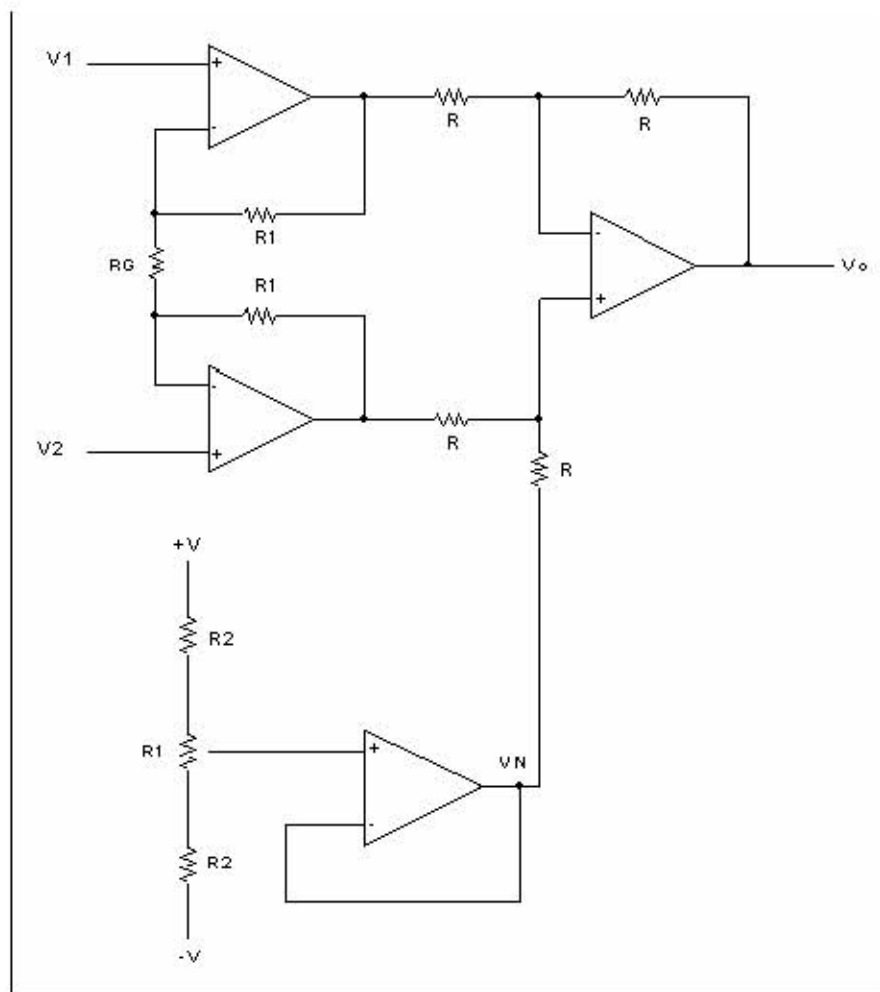 V1
+
-
R
R
R1
RG
R1
-
+
Vo
-
+
R
V2
R
+V
R2
R1
+
VN
-
R2
-V